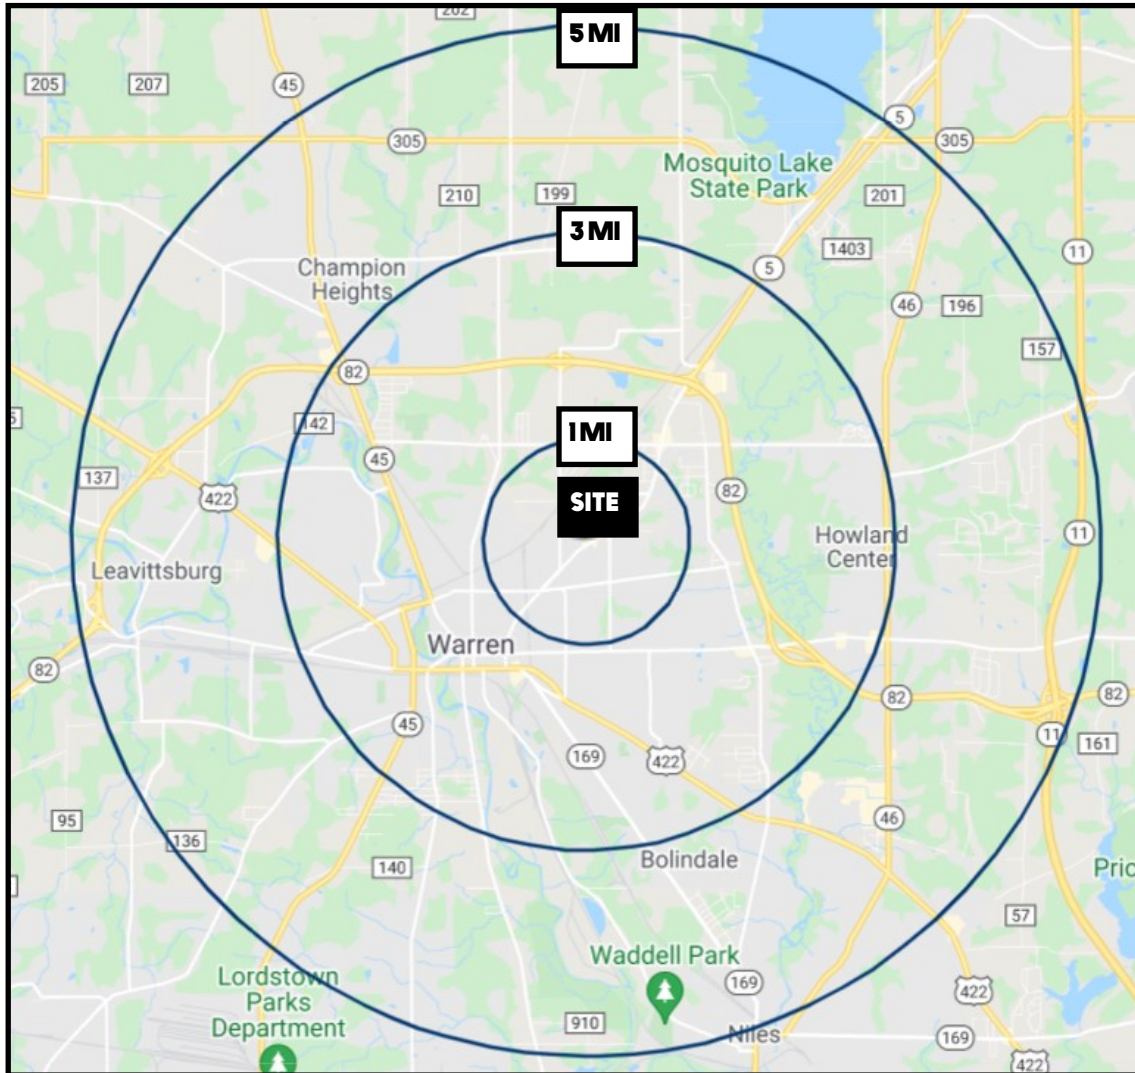 202
5 MI
205
207
45
5
305
305
Mosquito Lake
State Park
210
199
201
3 MI
1403
11
Champion
Heights
5
46
196
157
82
1 MI
142
45
137
422
82
SITE
11
Howland
Center
Leavittsburg
Warren
82
82
82
45
11
161
169
422
95
46
136
Bolindale
140
57
Waddell Park
Lordstown
Parks
Department
169
422
910
Niles
169
422